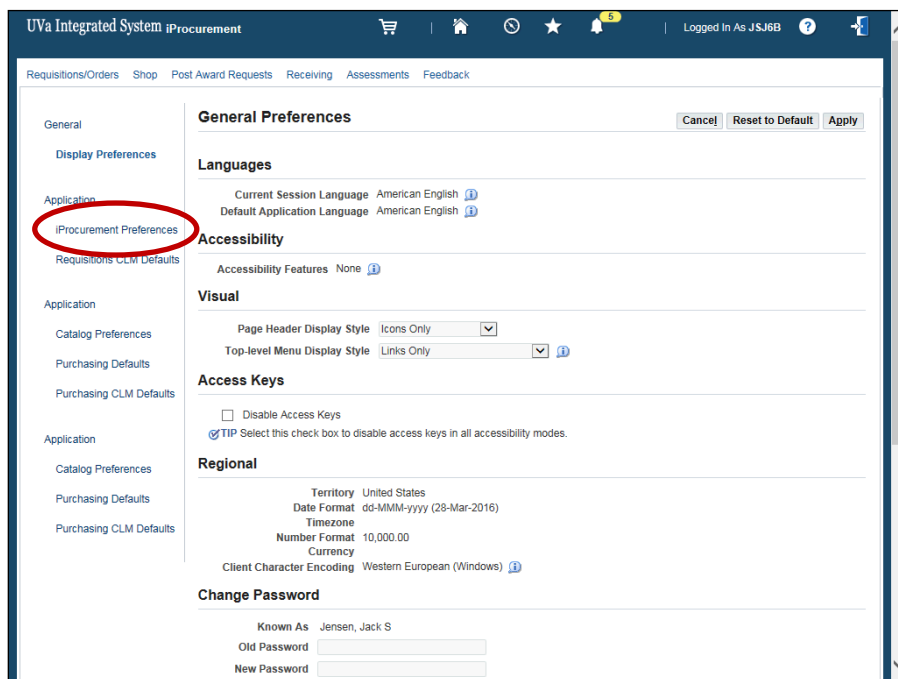 UVa Integrated System iProcurement
5
Logged In As JSJ6B
?
Requisitions/Orders Shop Post Award Requests Receiving Assessments Feedback
General
Display Preferences
Application
iProcurement Preferences
Requisitions CLM Defaults
Application
Catalog Preferences
Purchasing Defaults
Purchasing CLM Defaults
Application
Catalog Preferences
Purchasing Defaults
Purchasing CLM Defaults
General Preferences
Cancel Reset to Default Apply
Languages
Current Session Language American English
Default Application Language American English
Accessibility
Accessibility Features None
Visual
Page Header Display Style Icons Only
Top-level Menu Display Style Links Only
Access Keys
Disable Access Keys
TIP Select this check box to disable access keys in all accessibility modes.
Regional
Territory United States
Date Format dd-MMM-yyyy (28-Mar-2016)
Timezone
Number Format 10,000.00
Currency
Client Character Encoding Western European (Windows)
Change Password
Known As Jensen, Jack S
Old Password
New Password